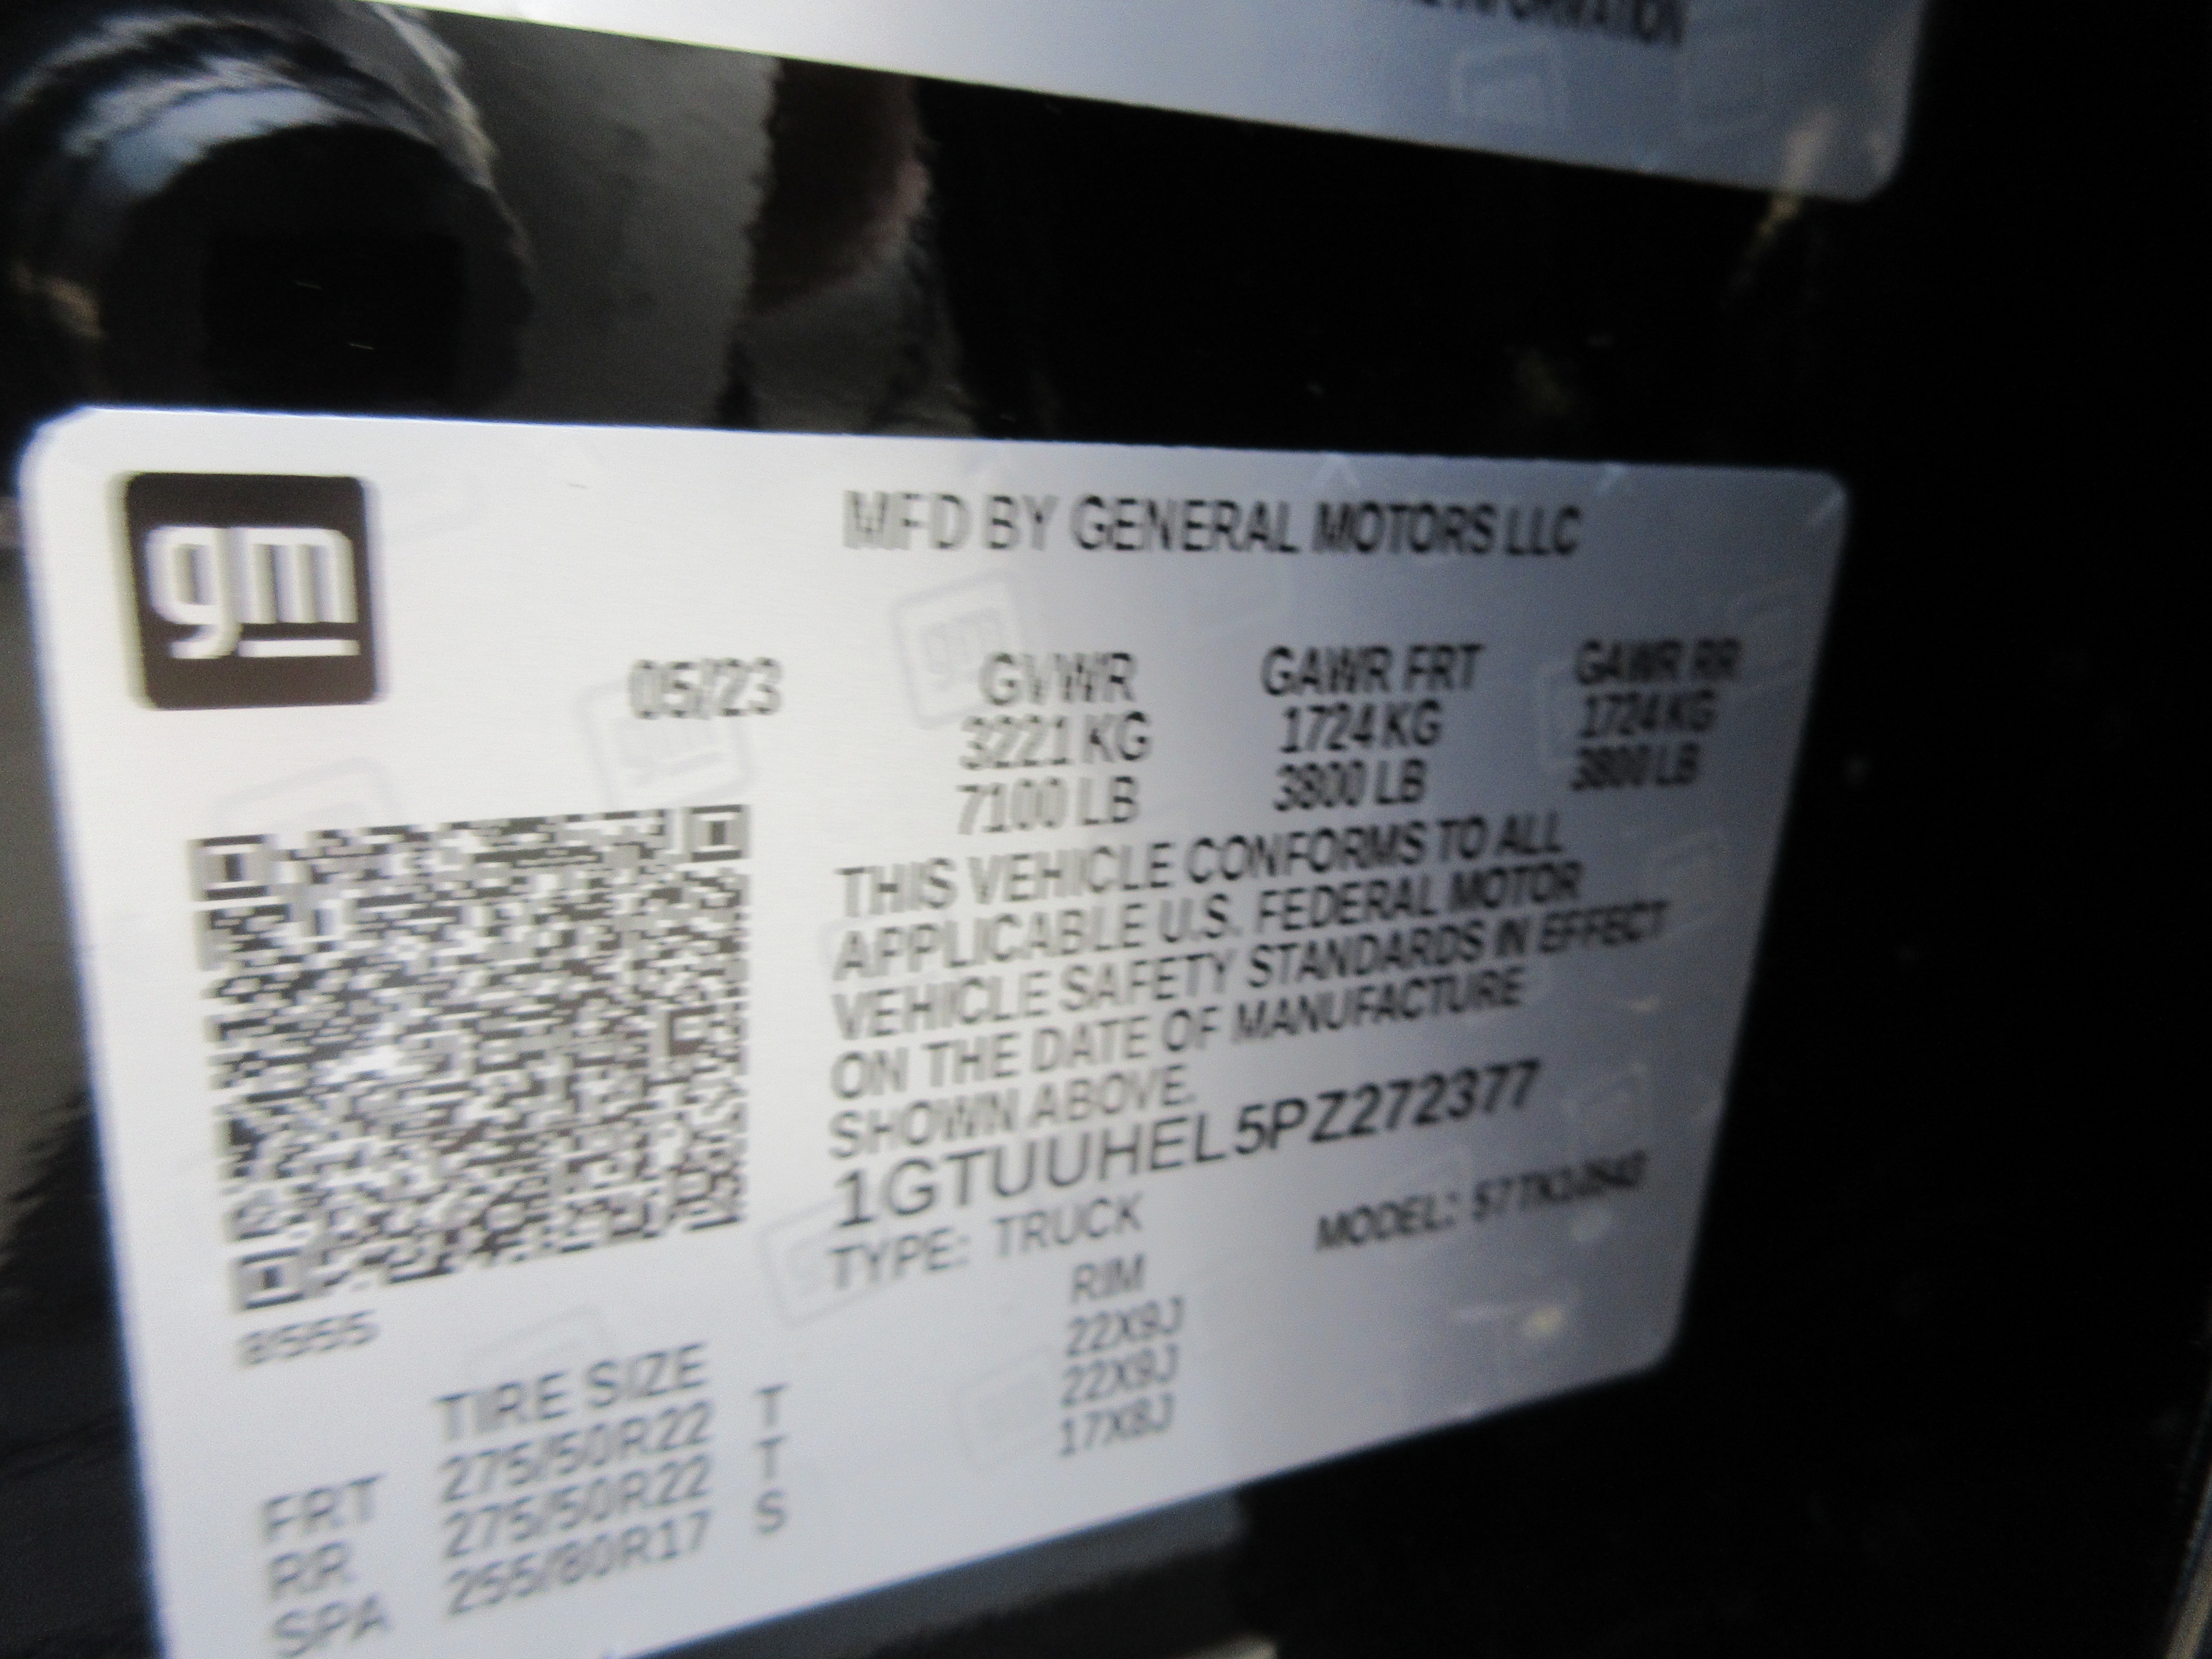 INFORMATION
gm
MFD BY GENERAL MOTORS LLC
05/23
GVWR GAWR FRT GAWR RR
3221 KG 1724 KG 1724 KG
7100 LB 3800 LB 3800 LB
THIS VEHICLE CONFORMS TO ALL
APPLICABLE U.S. FEDERAL MOTOR
VEHICLE SAFETY STANDARDS IN EFFECT
ON THE DATE OF MANUFACTURE
SHOWN ABOVE.
1GTUUHEL5PZ272377
TYPE: TRUCK MODEL:
8555
TIRE SIZE RIM
FRT 275/50R22 T 22X9J
RR 275/50R22 T 22X9J
SPA 255/80R17 S 17X8J